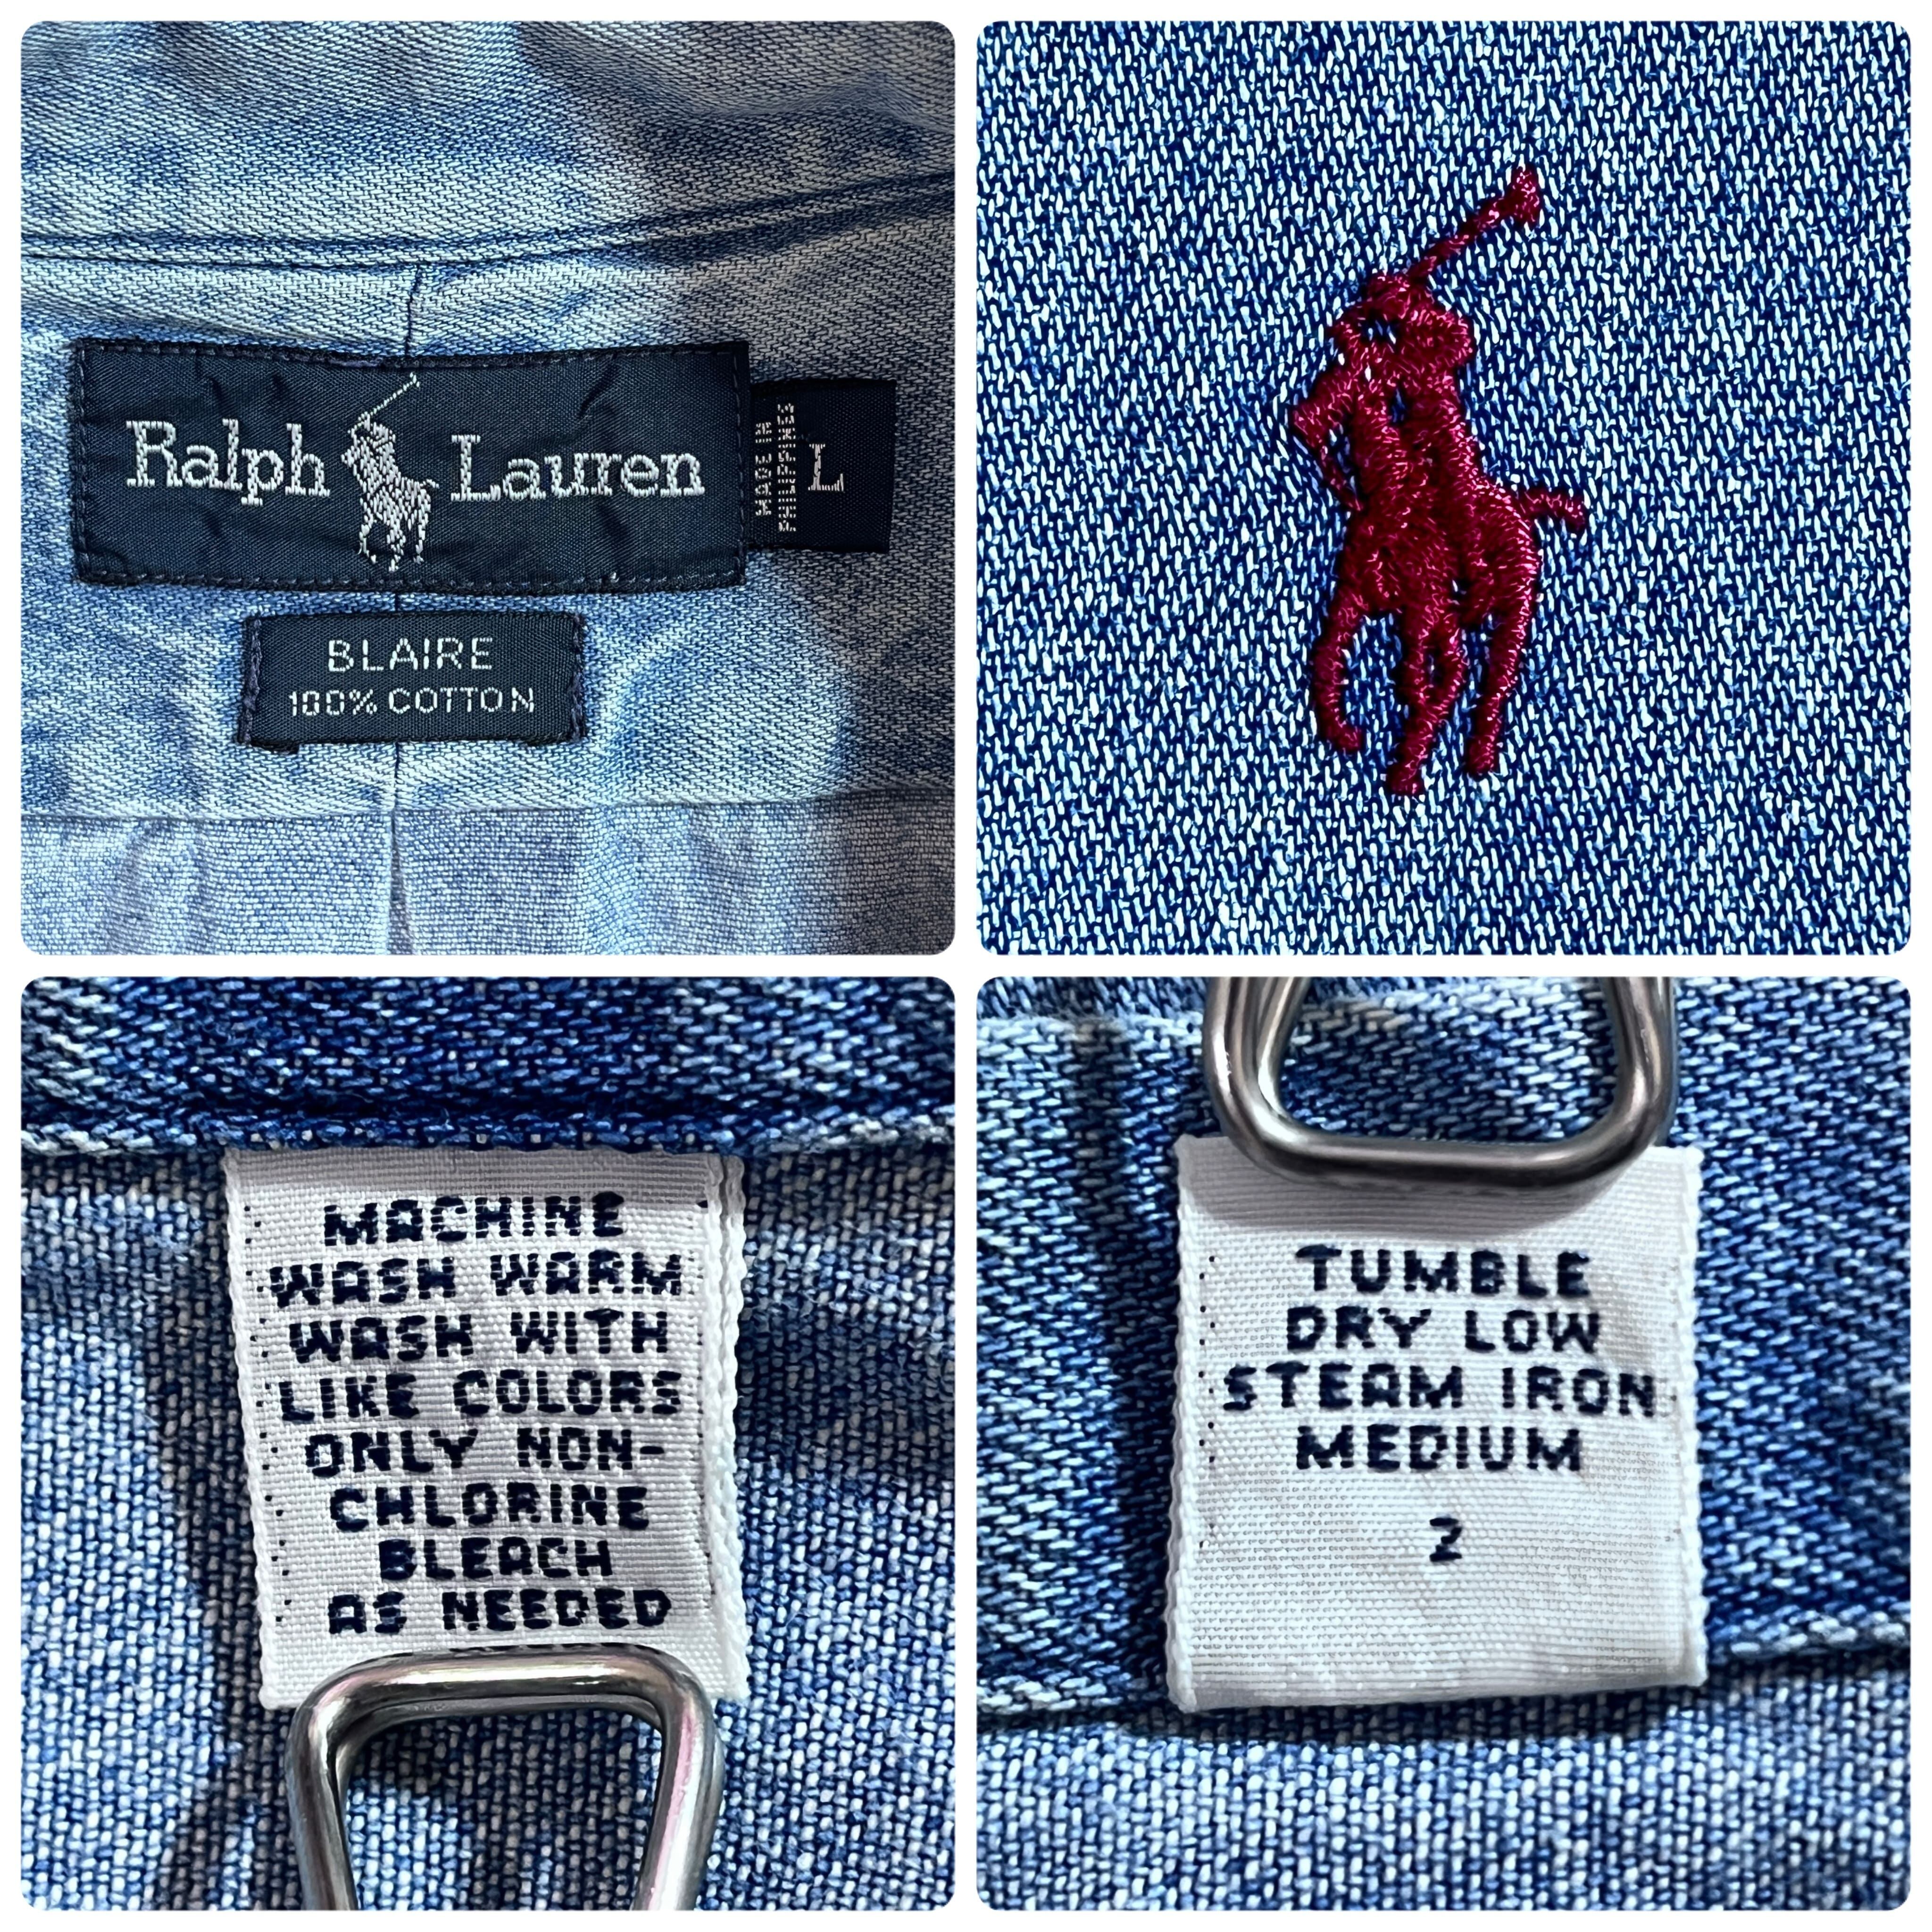 Ralph Lauren
MADE IN
PHILIPPINES
L
BLAIRE
100% COTTON
MACHINE
WASH WARM
WASH WITH
LIKE COLORS
ONLY NON-
CHLORINE
BLEACH
AS NEEDED
TUMBLE
DRY LOW
STEAM IRON
MEDIUM
2